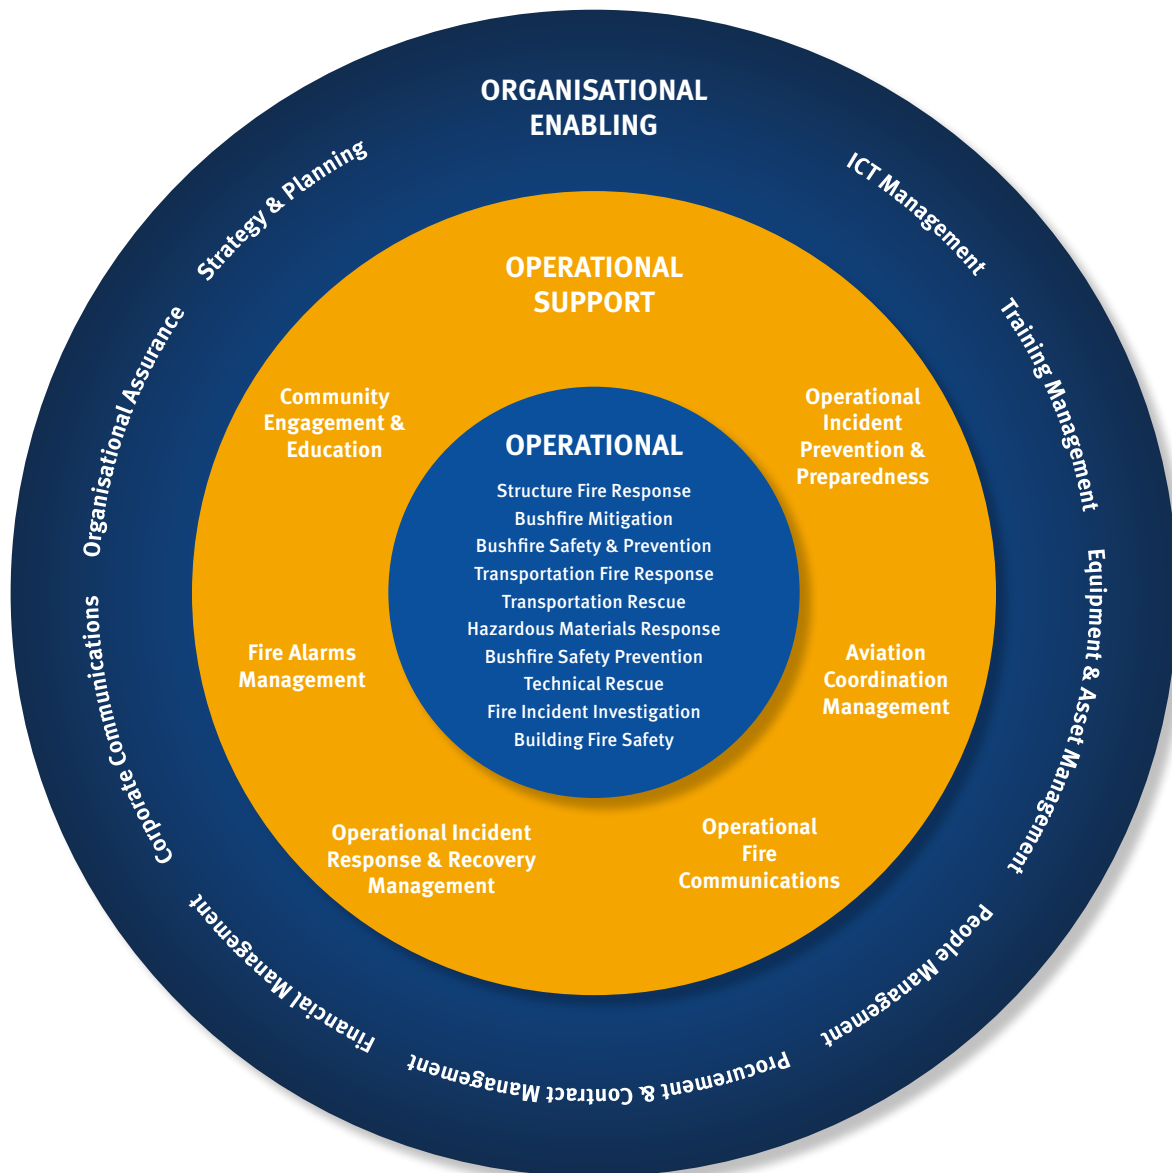 ORGANISATIONAL
ENABLING
Strategy & Planning
ICT Management
Training Management
Equipment & Asset Management
People Management
Procurement & Contract Management
Financial Management
Corporate Communications
Organisational Assurance
OPERATIONAL
SUPPORT
Community
Engagement &
Education
Operational
Incident
Prevention &
Preparedness
Fire Alarms
Management
Aviation
Coordination
Management
Operational Incident
Response & Recovery
Management
Operational
Fire
Communications
OPERATIONAL
Structure Fire Response
Bushfire Mitigation
Bushfire Safety & Prevention
Transportation Fire Response
Transportation Rescue
Hazardous Materials Response
Bushfire Safety Prevention
Technical Rescue
Fire Incident Investigation
Building Fire Safety